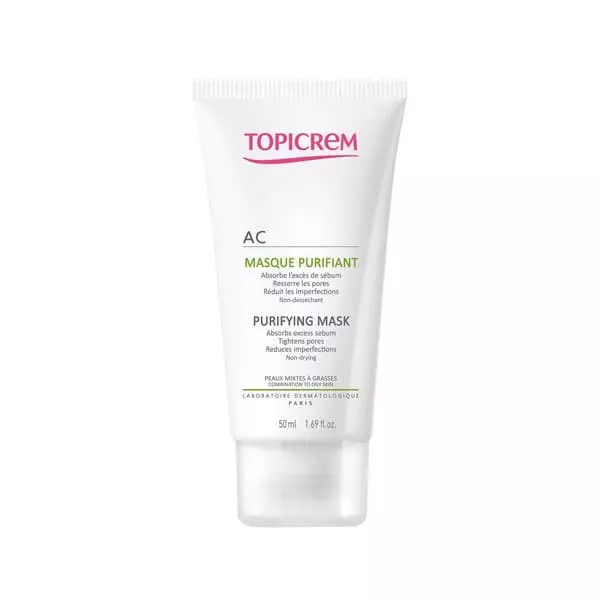 TOPICREM
AC
MASQUE PURIFIANT
Absorbe l'excès de sébum
Resserre les pores
Réduit les imperfections
Non-desséchant
PURIFYING MASK
Absorbs excess sebum
Tightens pores
Reduces imperfections
Non-drying
PEAUX MIXTES À GRASSES
COMBINATION TO OILY SKIN
LABORATOIRE DERMATOLOGIQUE
PARIS
50 ml 1.69 fl.oz.